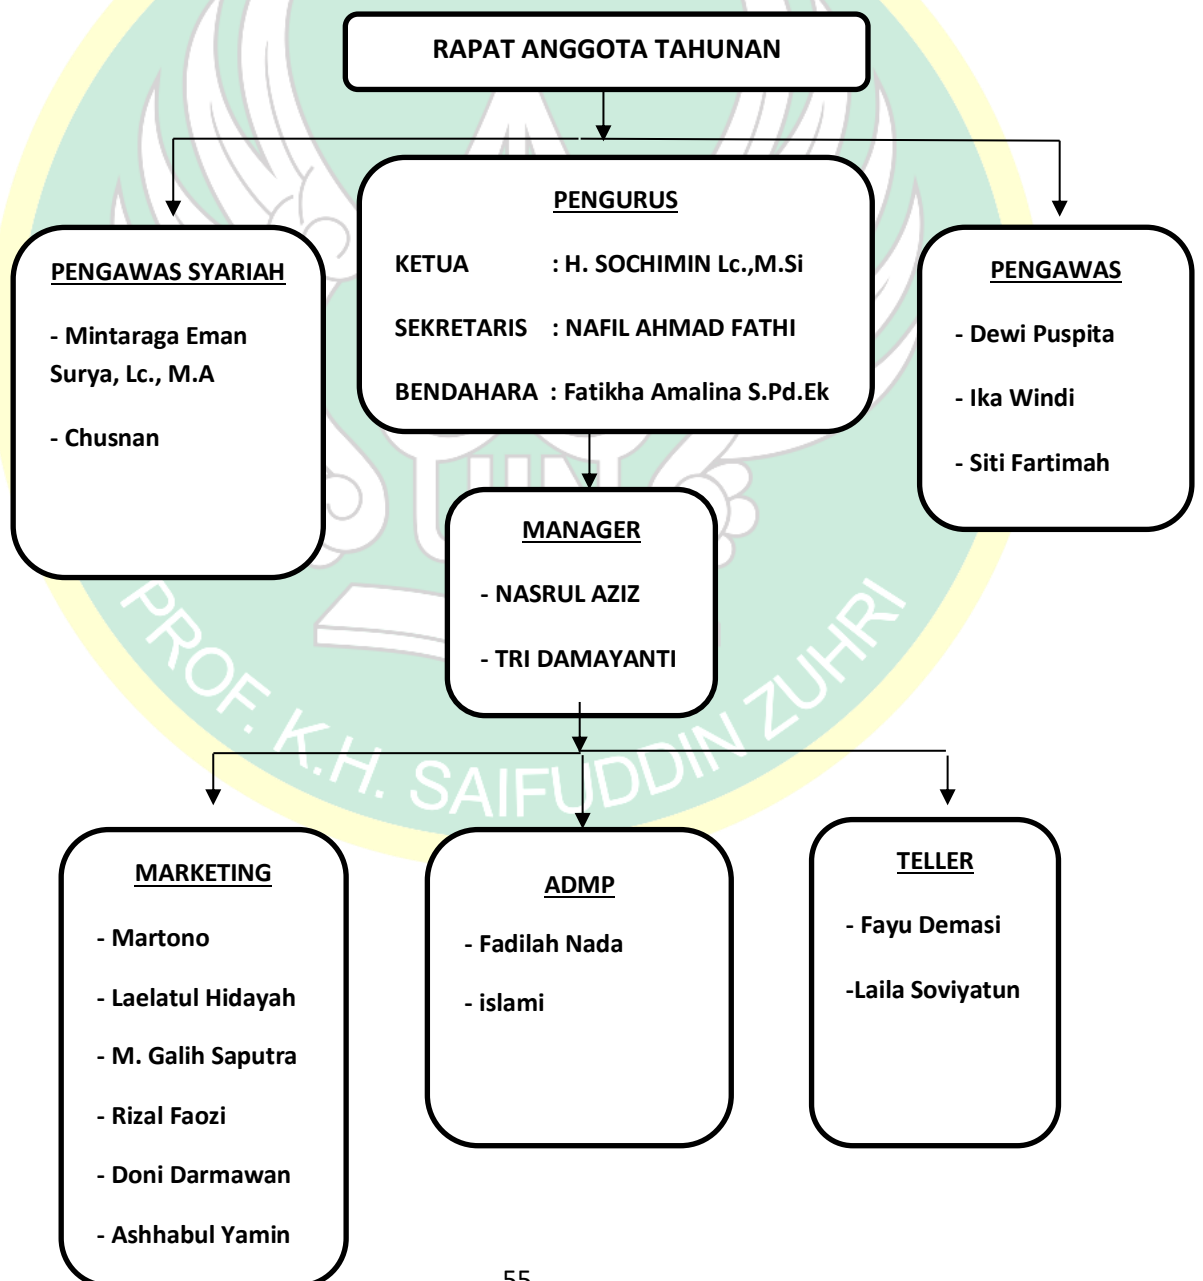 RAPAT ANGGOTA TAHUNAN
PENGURUS
KETUA : H. SOCHIMIN Lc.,M.Si
SEKRETARIS : NAFIL AHMAD FATHI
BENDAHARA : Fatikha Amalina S.Pd.Ek
PENGAWAS SYARIAH
- Mintaraga Eman
Surya, Lc., M.A
- Chusnan
PENGAWAS
- Dewi Puspita
- Ika Windi
- Siti Fartimah
MANAGER
- NASRUL AZIZ
- TRI DAMAYANTI
MARKETING
- Martono
- Laelatul Hidayah
- M. Galih Saputra
- Rizal Faozi
- Doni Darmawan
- Ashhabul Yamin
ADMP
- Fadilah Nada
- islami
TELLER
- Fayu Demasi
-Laila Soviyatun
UIN
PROF. K.H. SAIFUDDIN ZUHRI
55